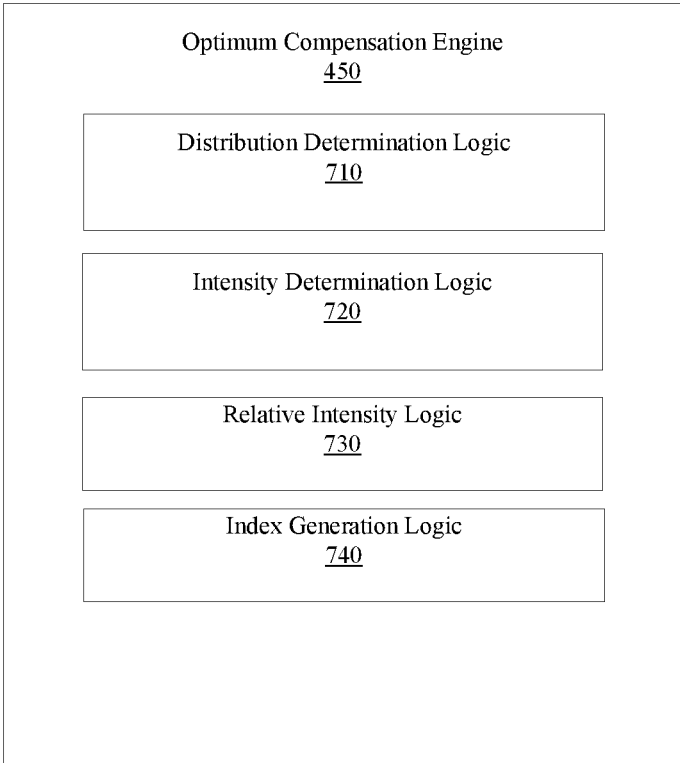 Optimum Compensation Engine
450
Distribution Determination Logic
710
Intensity Determination Logic
720
Relative Intensity Logic
730
Index Generation Logic
740